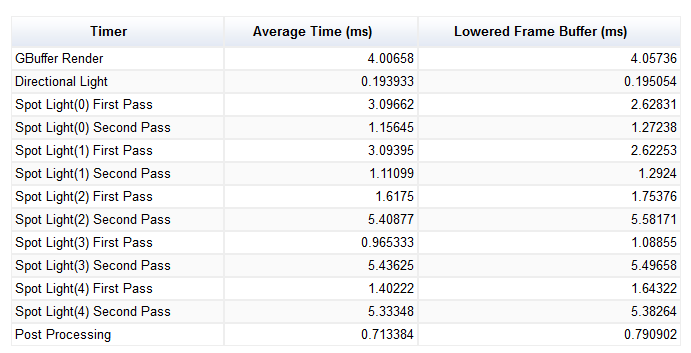 Timer Average Time (ms) Lowered Frame Buffer (ms)
GBuffer Render 4.00658 4.05736
Directional Light 0.193933 0.195054
Spot Light(0) First Pass 3.09662 2.62831
Spot Light(0) Second Pass 1.15645 1.27238
Spot Light(1) First Pass 3.09395 2.62253
Spot Light(1) Second Pass 1.11099 1.2924
Spot Light(2) First Pass 1.6175 1.75376
Spot Light(2) Second Pass 5.40877 5.58171
Spot Light(3) First Pass 0.965333 1.08855
Spot Light(3) Second Pass 5.43625 5.49658
Spot Light(4) First Pass 1.40222 1.64322
Spot Light(4) Second Pass 5.33348 5.38264
Post Processing 0.713384 0.790902